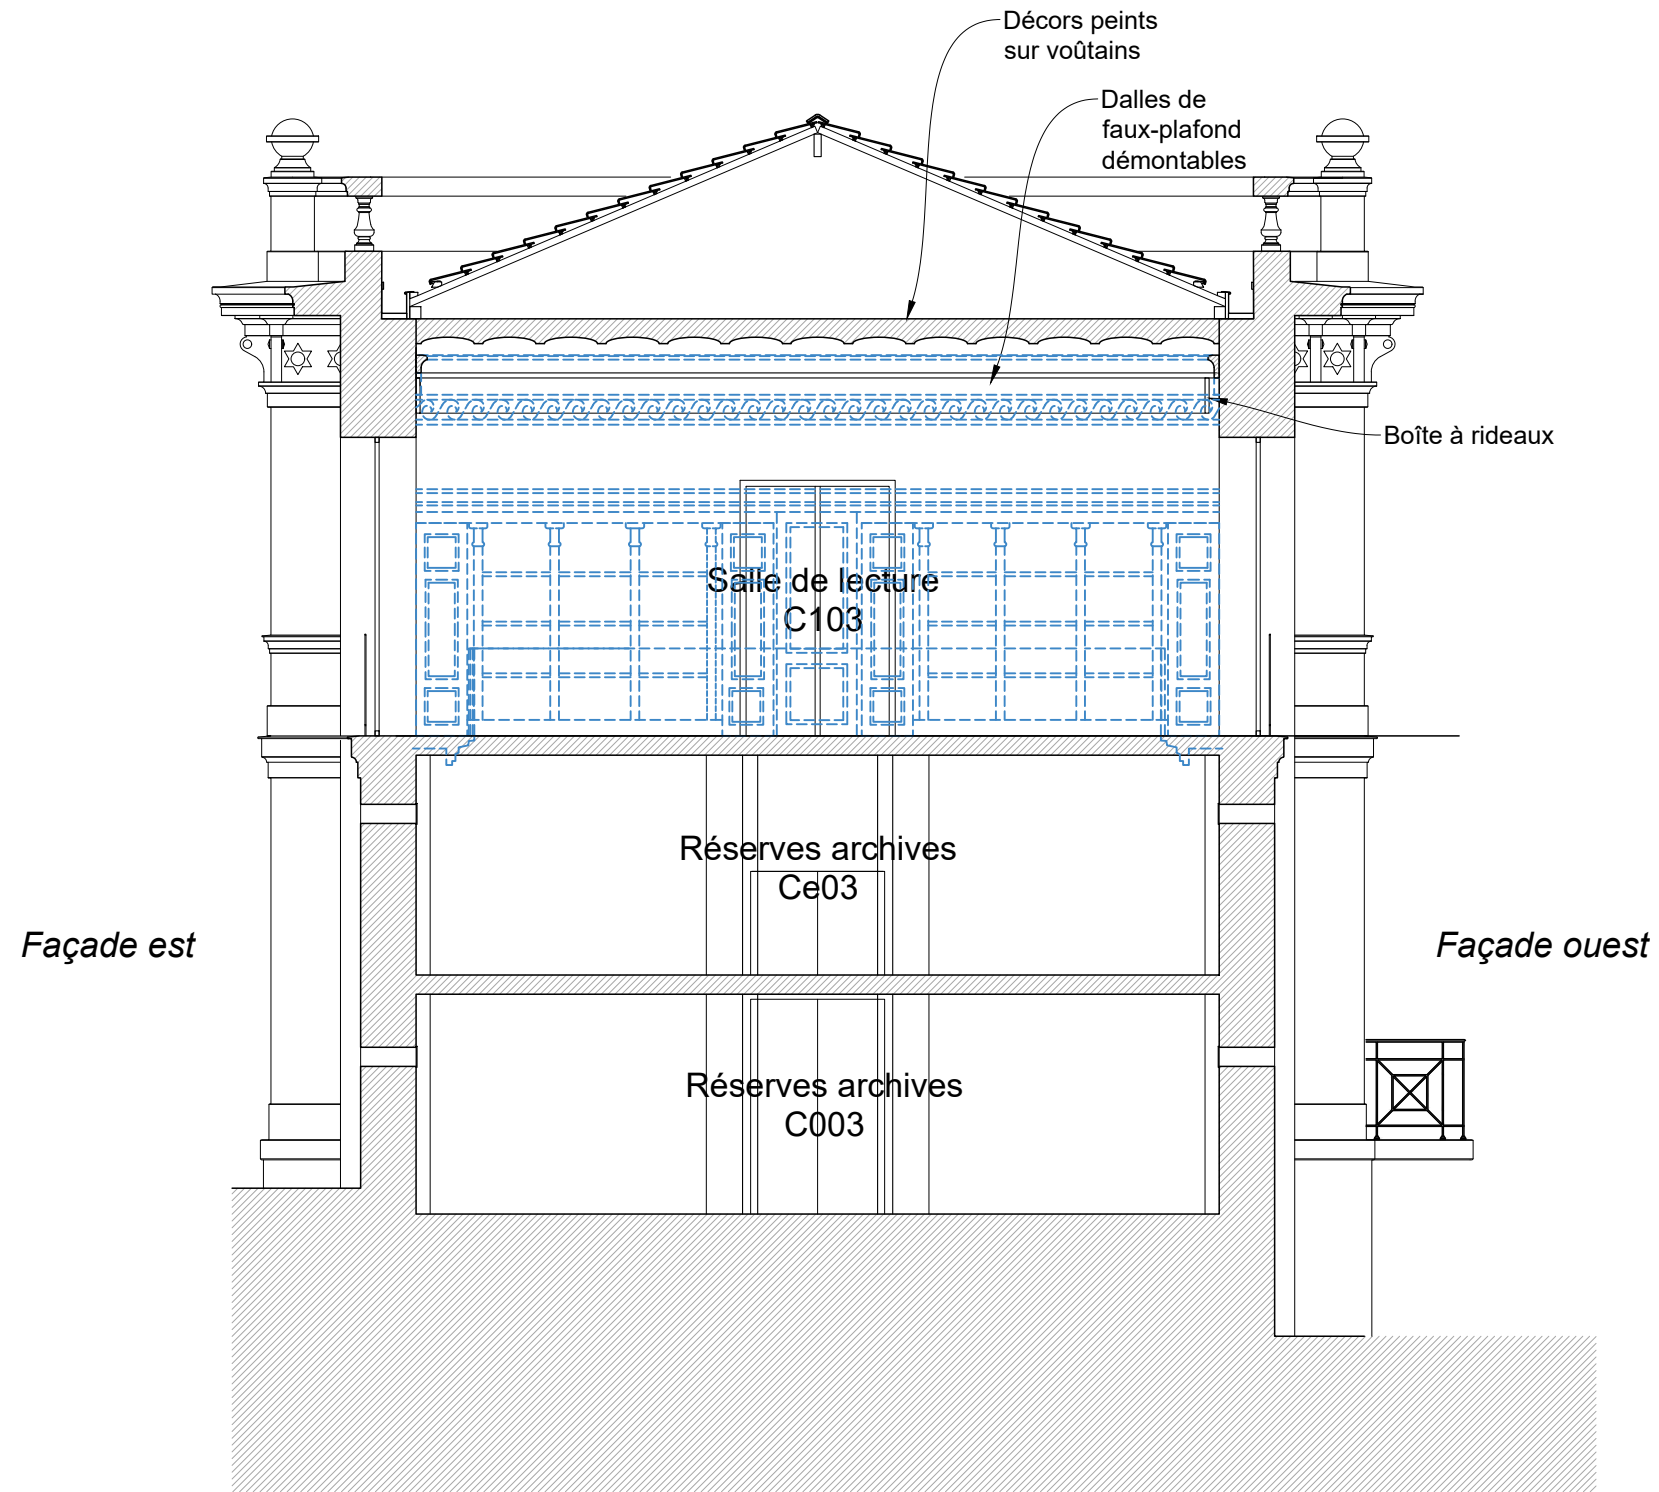 Décors peints
sur voûtains
Dalles de
faux-plafond
démontables
Boîte à rideaux
Salle de lecture
C103
Réserves archives
Ce03
Façade est
Façade ouest
Réserves archives
C003